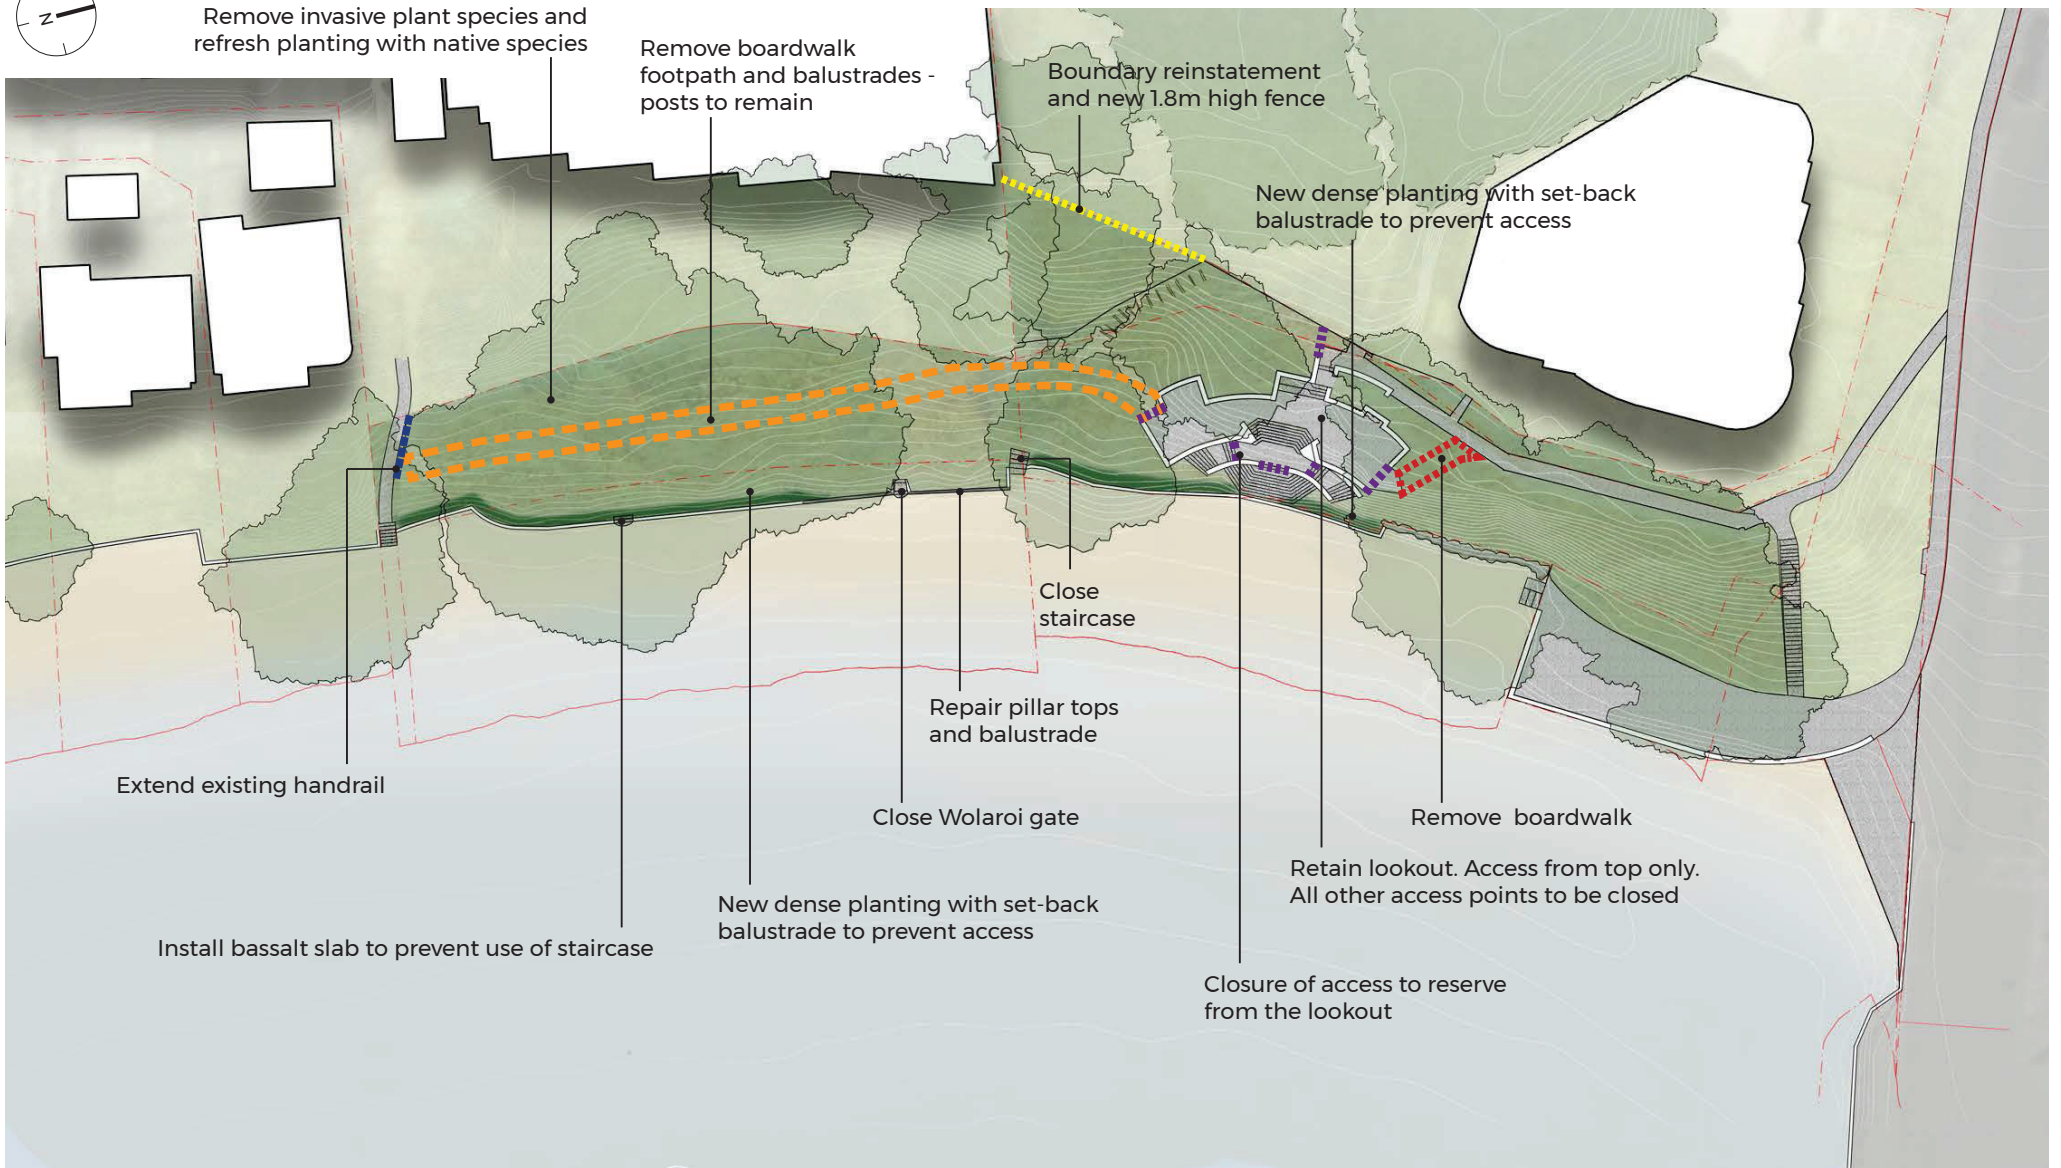 N
Remove invasive plant species and
refresh planting with native species
Remove boardwalk
footpath and balustrades -
posts to remain
Boundary reinstatement
and new 1.8m high fence
New dense planting with set-back
balustrade to prevent access
Close
staircase
Repair pillar tops
and balustrade
Extend existing handrail
Close Wolaroi gate
Remove boardwalk
Retain lookout. Access from top only.
All other access points to be closed
New dense planting with set-back
balustrade to prevent access
Install bassalt slab to prevent use of staircase
Closure of access to reserve
from the lookout